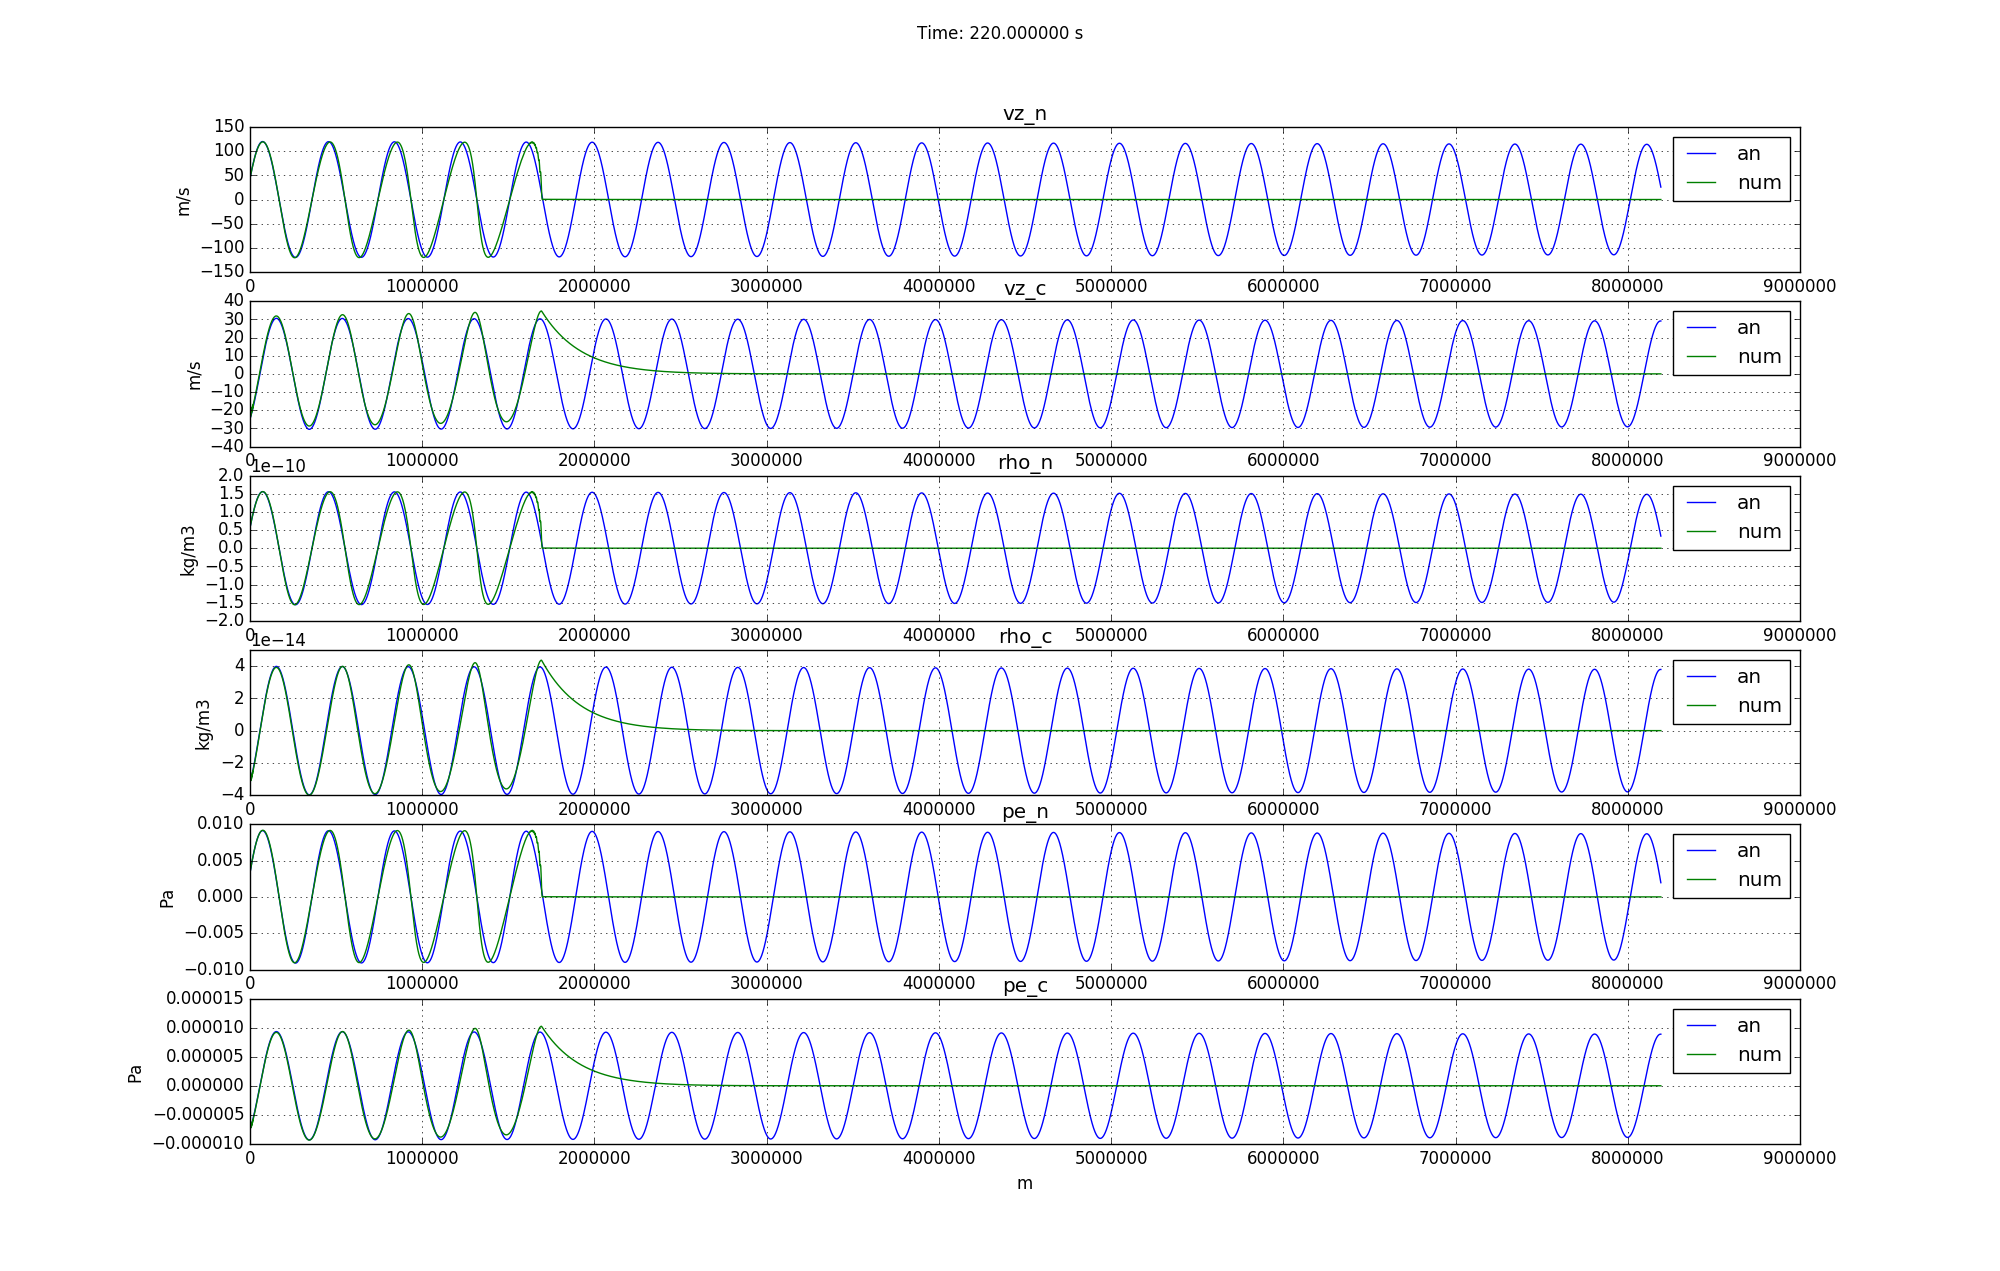 Time: 220.000000 s
vz_n
150
100
50
0
−50
−100
−150
m/s
an
num
0 1000000 2000000 3000000 4000000 5000000 6000000 7000000 8000000 9000000
vz_c
40
30
20
10
0
−10
−20
−30
−40
m/s
an
num
0 1000000 2000000 3000000 4000000 5000000 6000000 7000000 8000000 9000000
1e−10
rho_n
2.0
1.5
1.0
0.5
0.0
−0.5
−1.0
−1.5
−2.0
kg/m3
an
num
0 1000000 2000000 3000000 4000000 5000000 6000000 7000000 8000000 9000000
1e−14
rho_c
4
2
0
−2
−4
kg/m3
an
num
0 1000000 2000000 3000000 4000000 5000000 6000000 7000000 8000000 9000000
pe_n
0.010
0.005
0.000
−0.005
−0.010
Pa
an
num
0 1000000 2000000 3000000 4000000 5000000 6000000 7000000 8000000 9000000
pe_c
0.000015
0.000010
0.000005
0.000000
−0.000005
−0.000010
Pa
an
num
0 1000000 2000000 3000000 4000000 5000000 6000000 7000000 8000000 9000000
m